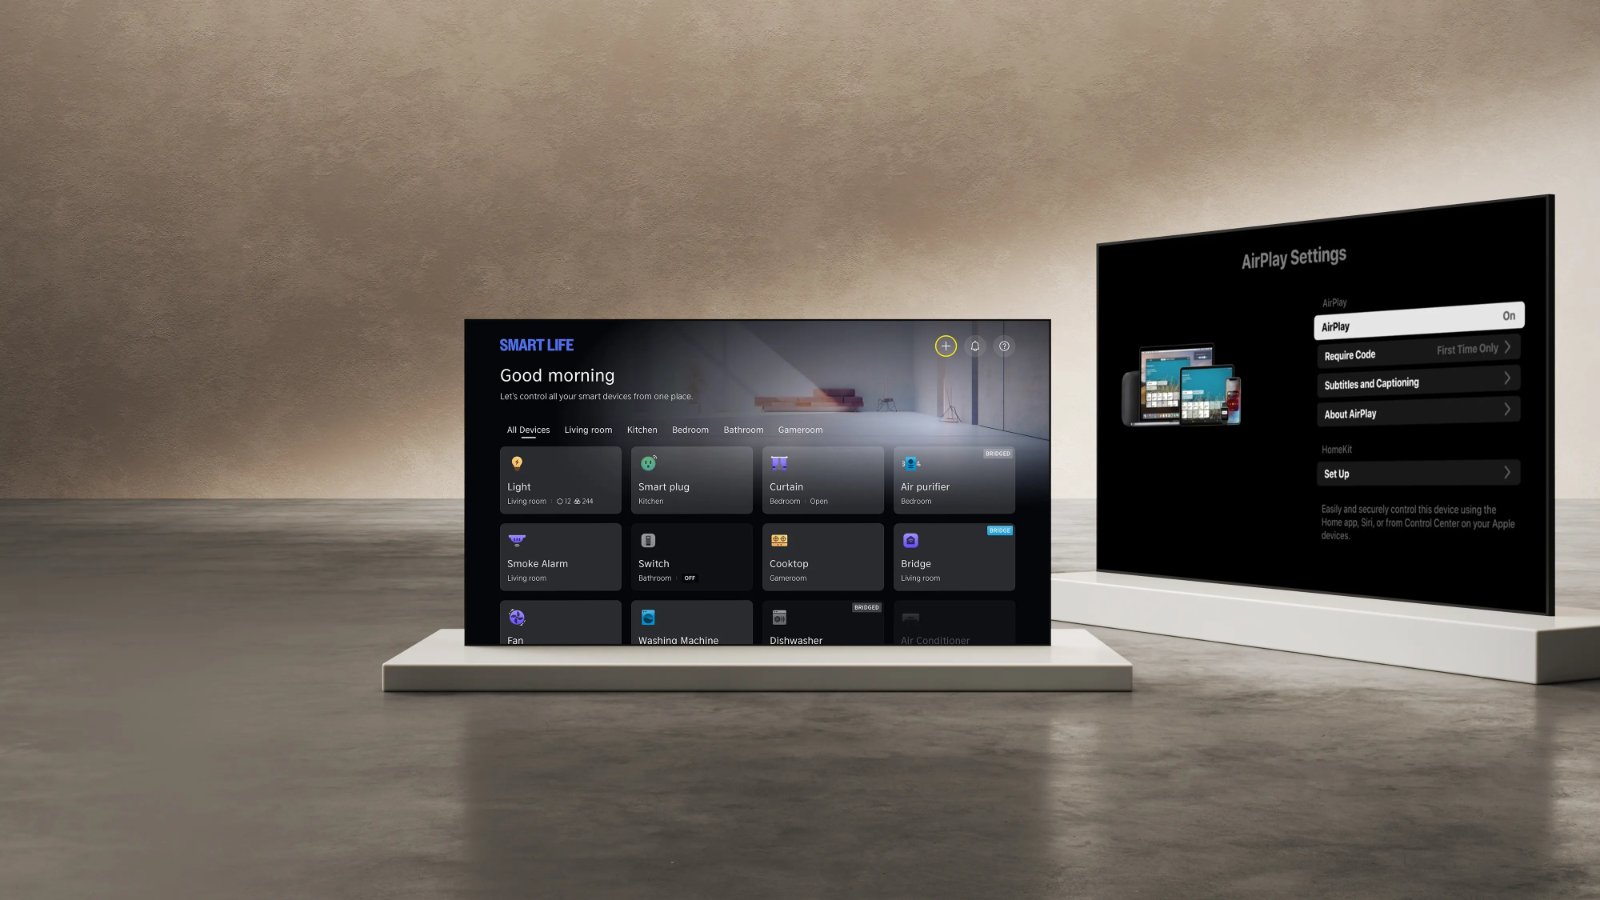 SMART LIFE
Good morning
Let's control all your smart devices from one place.
All Devices Living room Kitchen Bedroom Bathroom Gameroom
Light
Living room 12 244
Smart plug
Kitchen
Curtain
Bedroom Open
BRIDGED
Air purifier
Bedroom
Smoke Alarm
Living room
Switch
Bathroom OFF
Cooktop
Gameroom
BRIDGE
Bridge
Living room
Fan
Washing Machine
BRIDGED
Dishwasher
Air Conditioner
AirPlay Settings
AirPlay
AirPlay On
Require Code First Time Only
Subtitles and Captioning
About AirPlay
HomeKit
Set Up
Easily and securely control this device using the
Home app, Siri, or from Control Center on your Apple
devices.